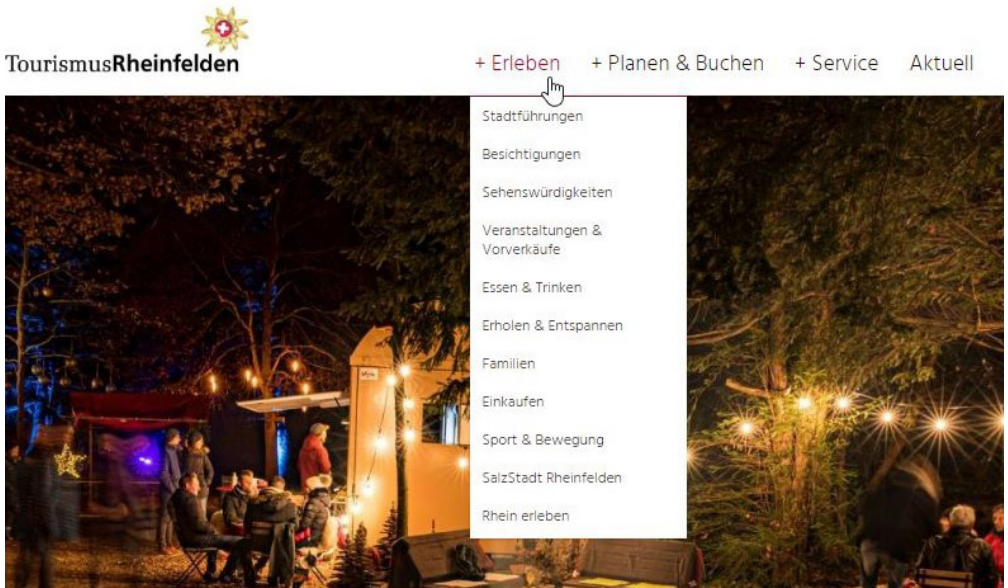 TourismusRheinfelden
+ Erleben + Planen & Buchen + Service Aktuell
Stadtführungen
Besichtigungen
Sehenswürdigkeiten
Veranstaltungen &
Vorverkäufe
Essen & Trinken
Erholen & Entspannen
Familien
Einkaufen
Sport & Bewegung
SalzStadt Rheinfelden
Rhein erleben